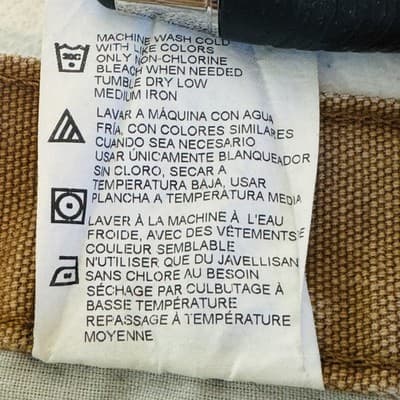 MACHINE WASH COLD
WITH LIKE COLORS
ONLY NON-CHLORINE
BLEACH WHEN NEEDED
TUMBLE DRY LOW
MEDIUM IRON
30C
LAVAR A MÁQUINA CON AGUA
FRÍA, CON COLORES SIMILARES
CUANDO SEA NECESARIO
USAR ÚNICAMENTE BLANQUEADOR
SIN CLORO, SECAR A
TEMPERATURA BAJA, USAR
PLANCHA A TEMPERATURA MEDIA
LAVER À LA MACHINE À L'EAU
FROIDE, AVEC DES VÊTEMENTS
COULEUR SEMBLABLE
N'UTILISER QUE DU JAVELLISAN
SANS CHLORE AU BESOIN
SÉCHAGE PAR CULBUTAGE À
BASSE TEMPÉRATURE
REPASSAGE À TEMPÉRATURE
MOYENNE